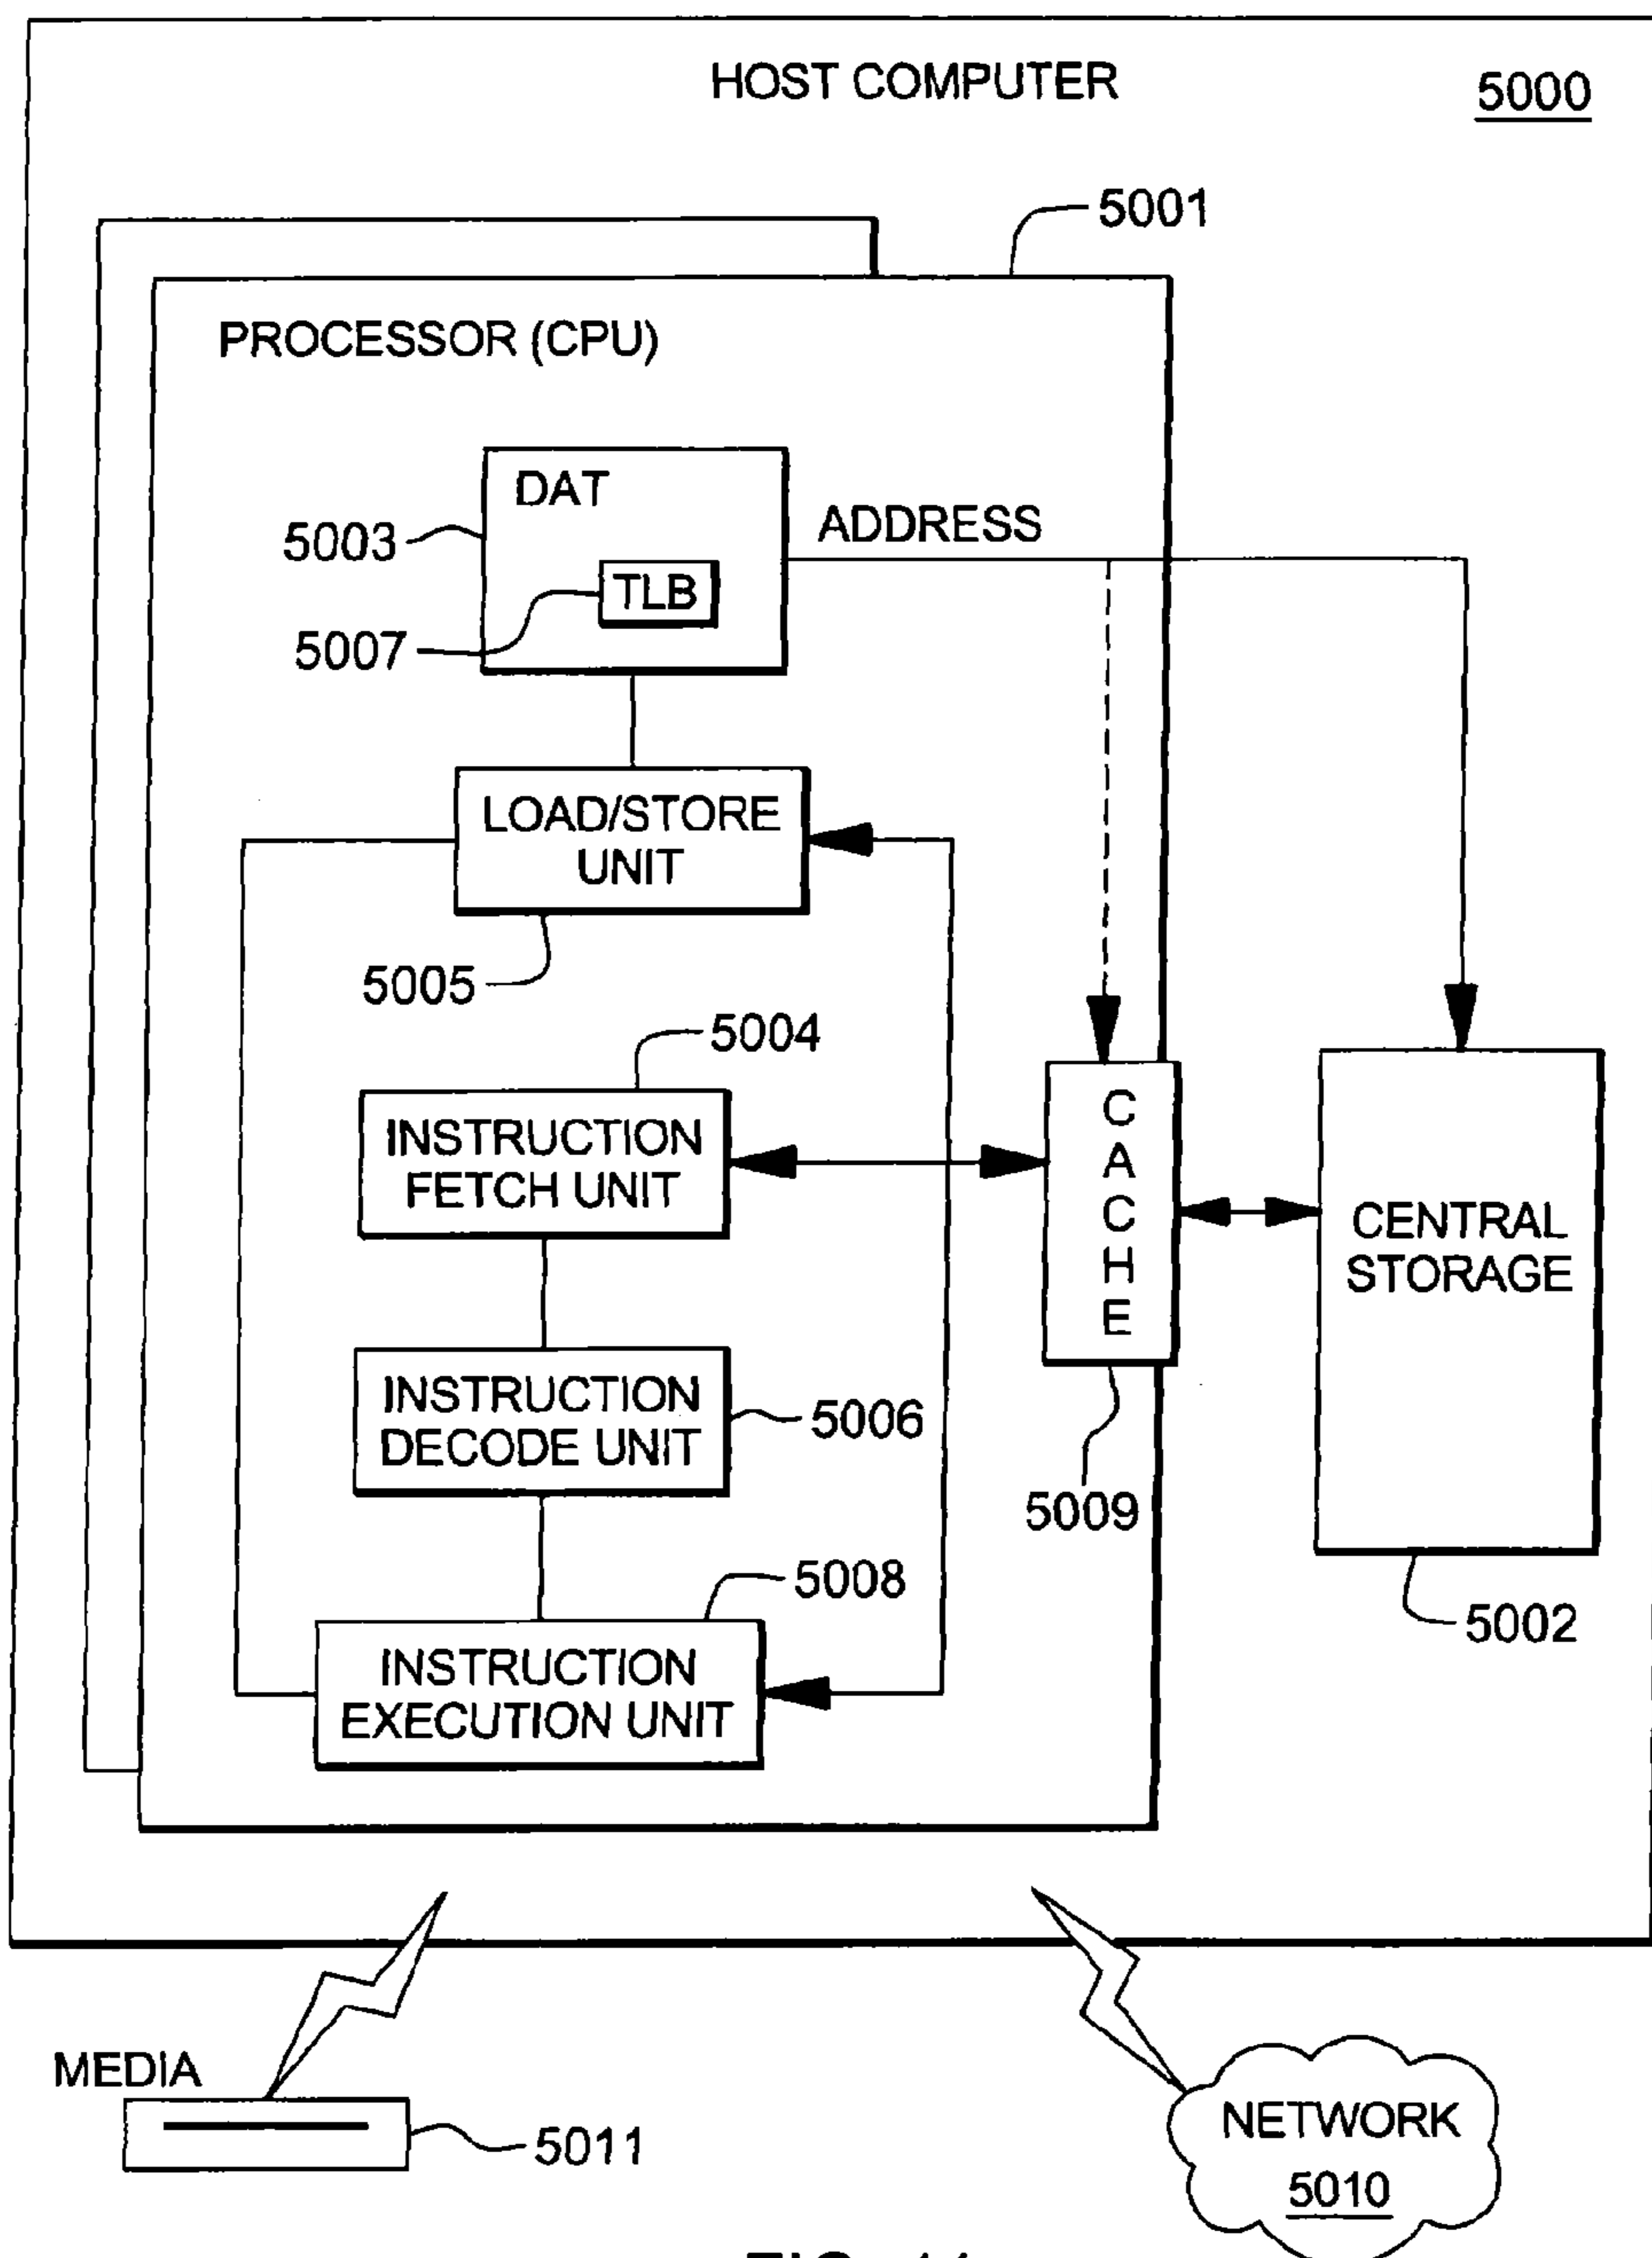 HOST COMPUTER
5000
5001
PROCESSOR (CPU)
DAT
ADDRESS
5003
TLB
5007
LOAD/STORE
UNIT
5005
5004
INSTRUCTION
FETCH UNIT
C
A
C
H
E
CENTRAL
STORAGE
INSTRUCTION
DECODE UNIT
5006
5009
5008
INSTRUCTION
EXECUTION UNIT
5002
MEDIA
5011
NETWORK
5010